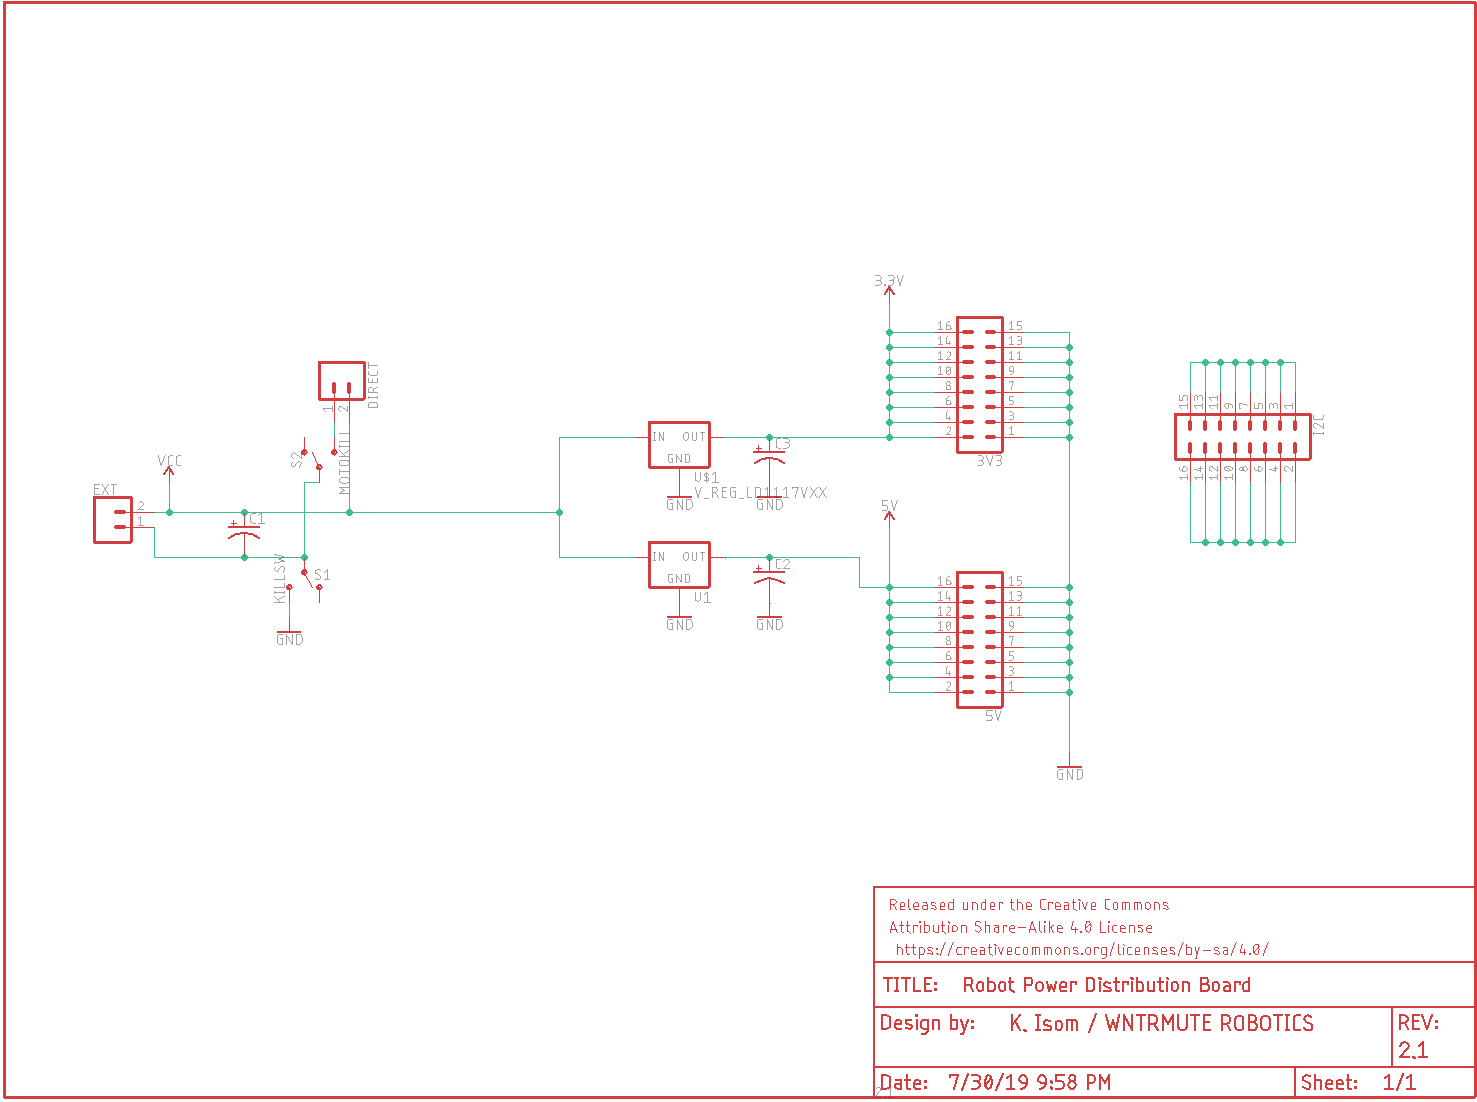 3.3V
16 15
14 13
12 11
10 9
8 7
6 5
4 3
2 1
3V3
DIRECT
1 2
MOTOKILL
S2
VCC
EXT
2
1
C1
KILLSW
S1
GND
IN OUT
GND
U$1
V_REG_LD1117VXX
GND
C3
GND
IN OUT
GND
U1
GND
C2
GND
5V
16 15
14 13
12 11
10 9
8 7
6 5
4 3
2 1
5V
GND
15 13 11 9 7 5 3 1
I2C
16 14 12 10 8 6 4 2
Released under the Creative Commons
Attribution Share-Alike 4.0 License
https://creativecommons.org/licenses/by-sa/4.0/
TITLE: Robot Power Distribution Board
Design by: K. Isom / WNTRMUTE ROBOTICS
REV:
2.1
Date: 7/30/19 9:58 PM
Sheet: 1/1